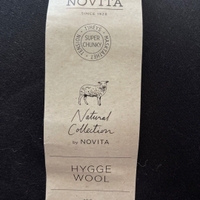 NOVITA
SINCE 1928
SUPER
CHUNKY
Natural
Collection
by NOVITA
HYGGE
WOOL